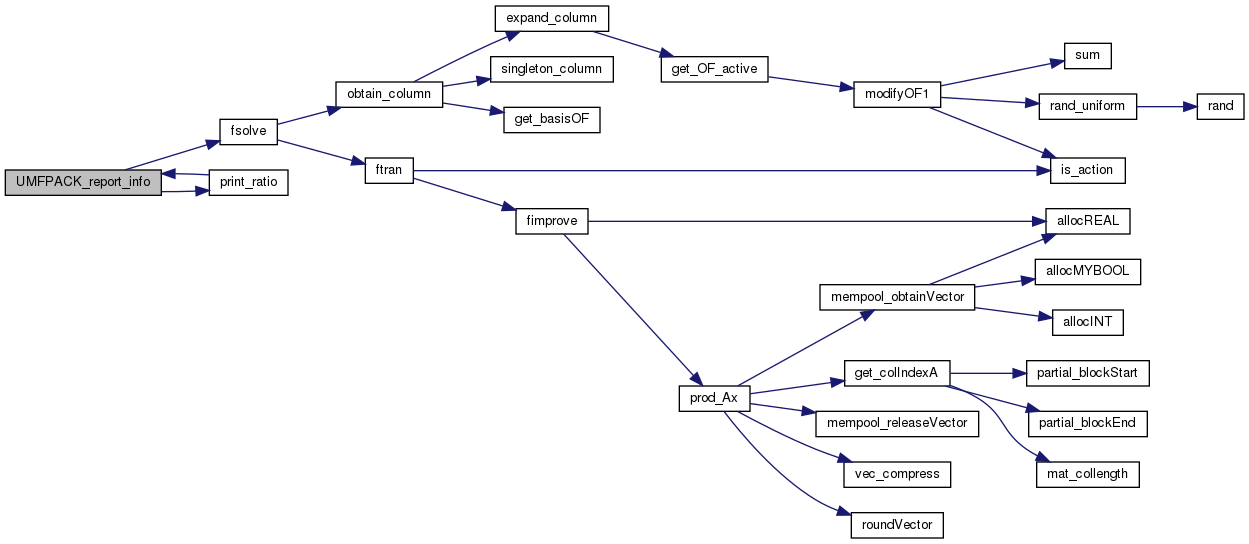 expand_column
sum
singleton_column
get_OF_active
obtain_column
modifyOF1
rand_uniform
rand
get_basisOF
fsolve
ftran
is_action
UMFPACK_report_info
print_ratio
fimprove
allocREAL
allocMYBOOL
mempool_obtainVector
allocINT
get_colIndexA
partial_blockStart
prod_Ax
mempool_releaseVector
partial_blockEnd
vec_compress
mat_collength
roundVector